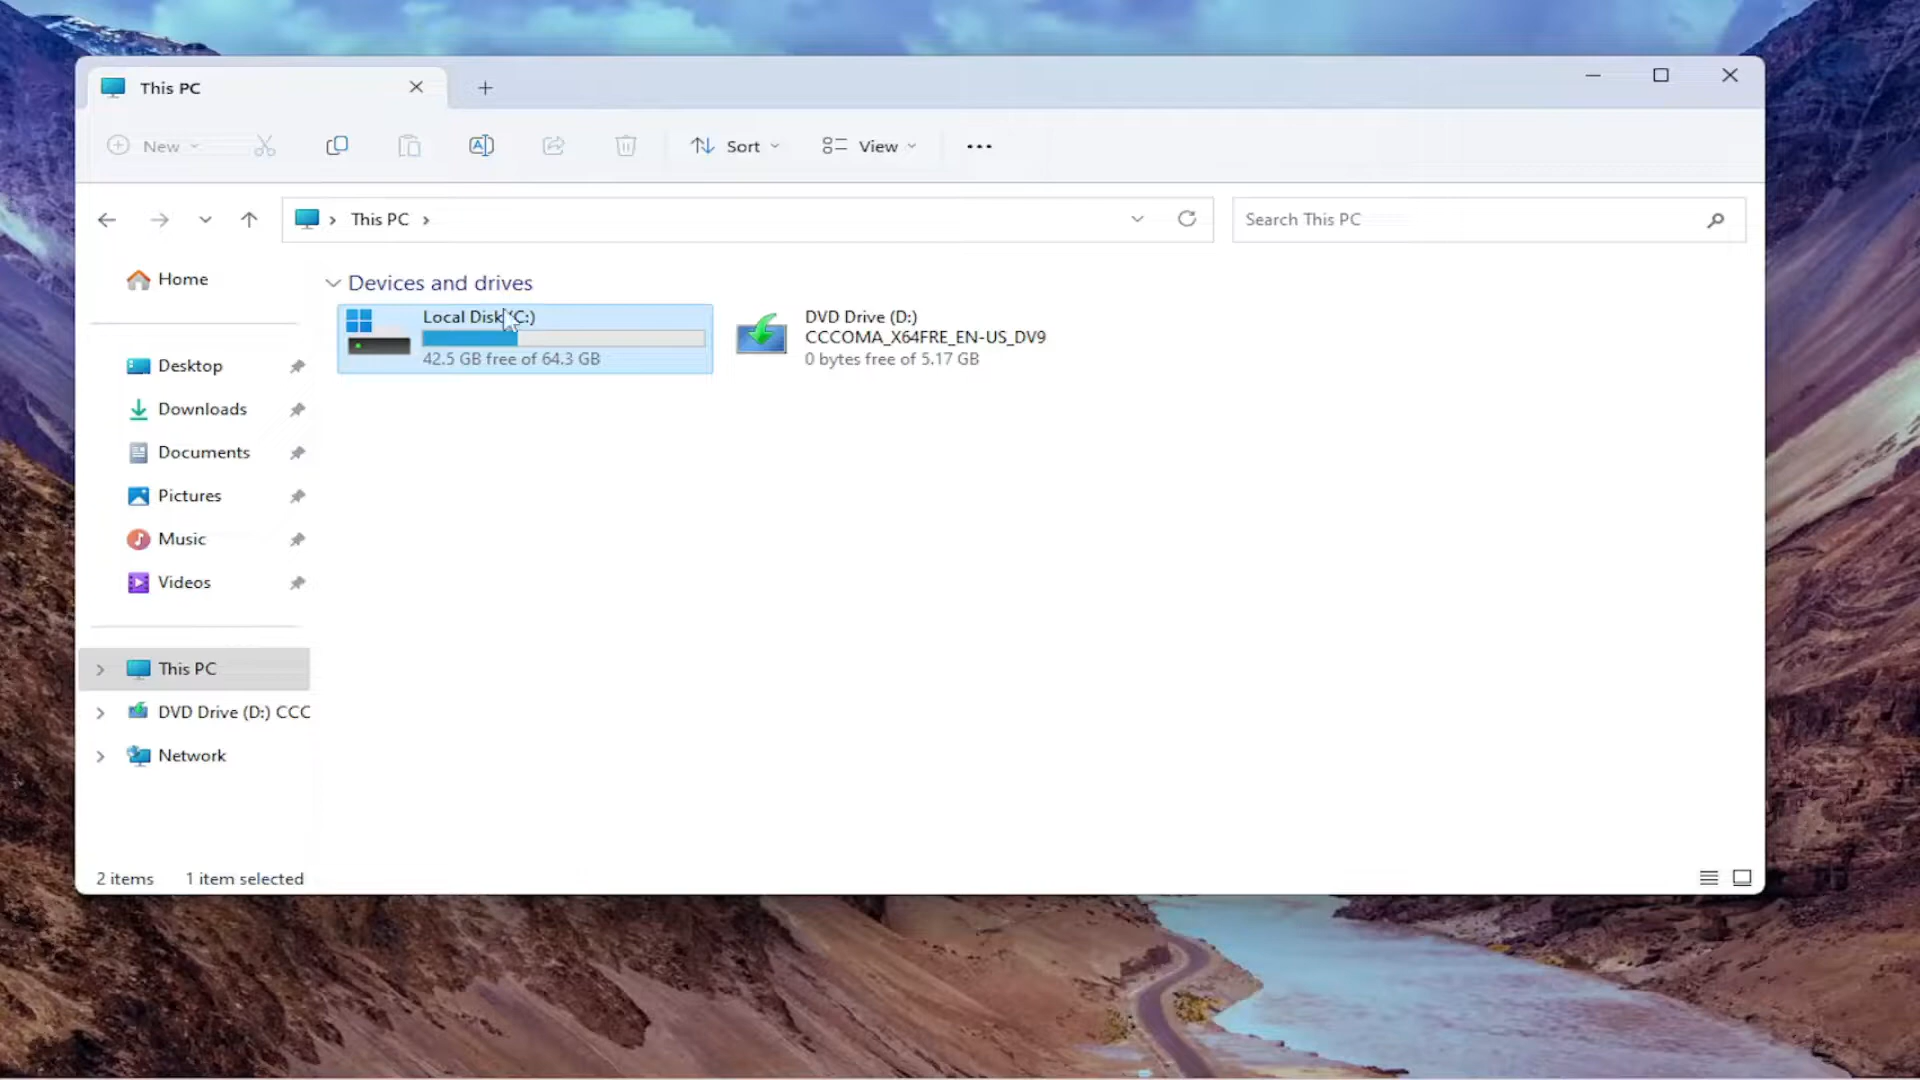 This PC
New
Sort
View
This PC
Search This PC
Home
Desktop
Downloads
Documents
Pictures
Music
Videos
This PC
DVD Drive (D:) CCC
Network
Devices and drives
Local Disk (C:)
42.5 GB free of 64.3 GB
DVD Drive (D:)
CCCOMA_X64FRE_EN-US_DV9
0 bytes free of 5.17 GB
2 items
1 item selected